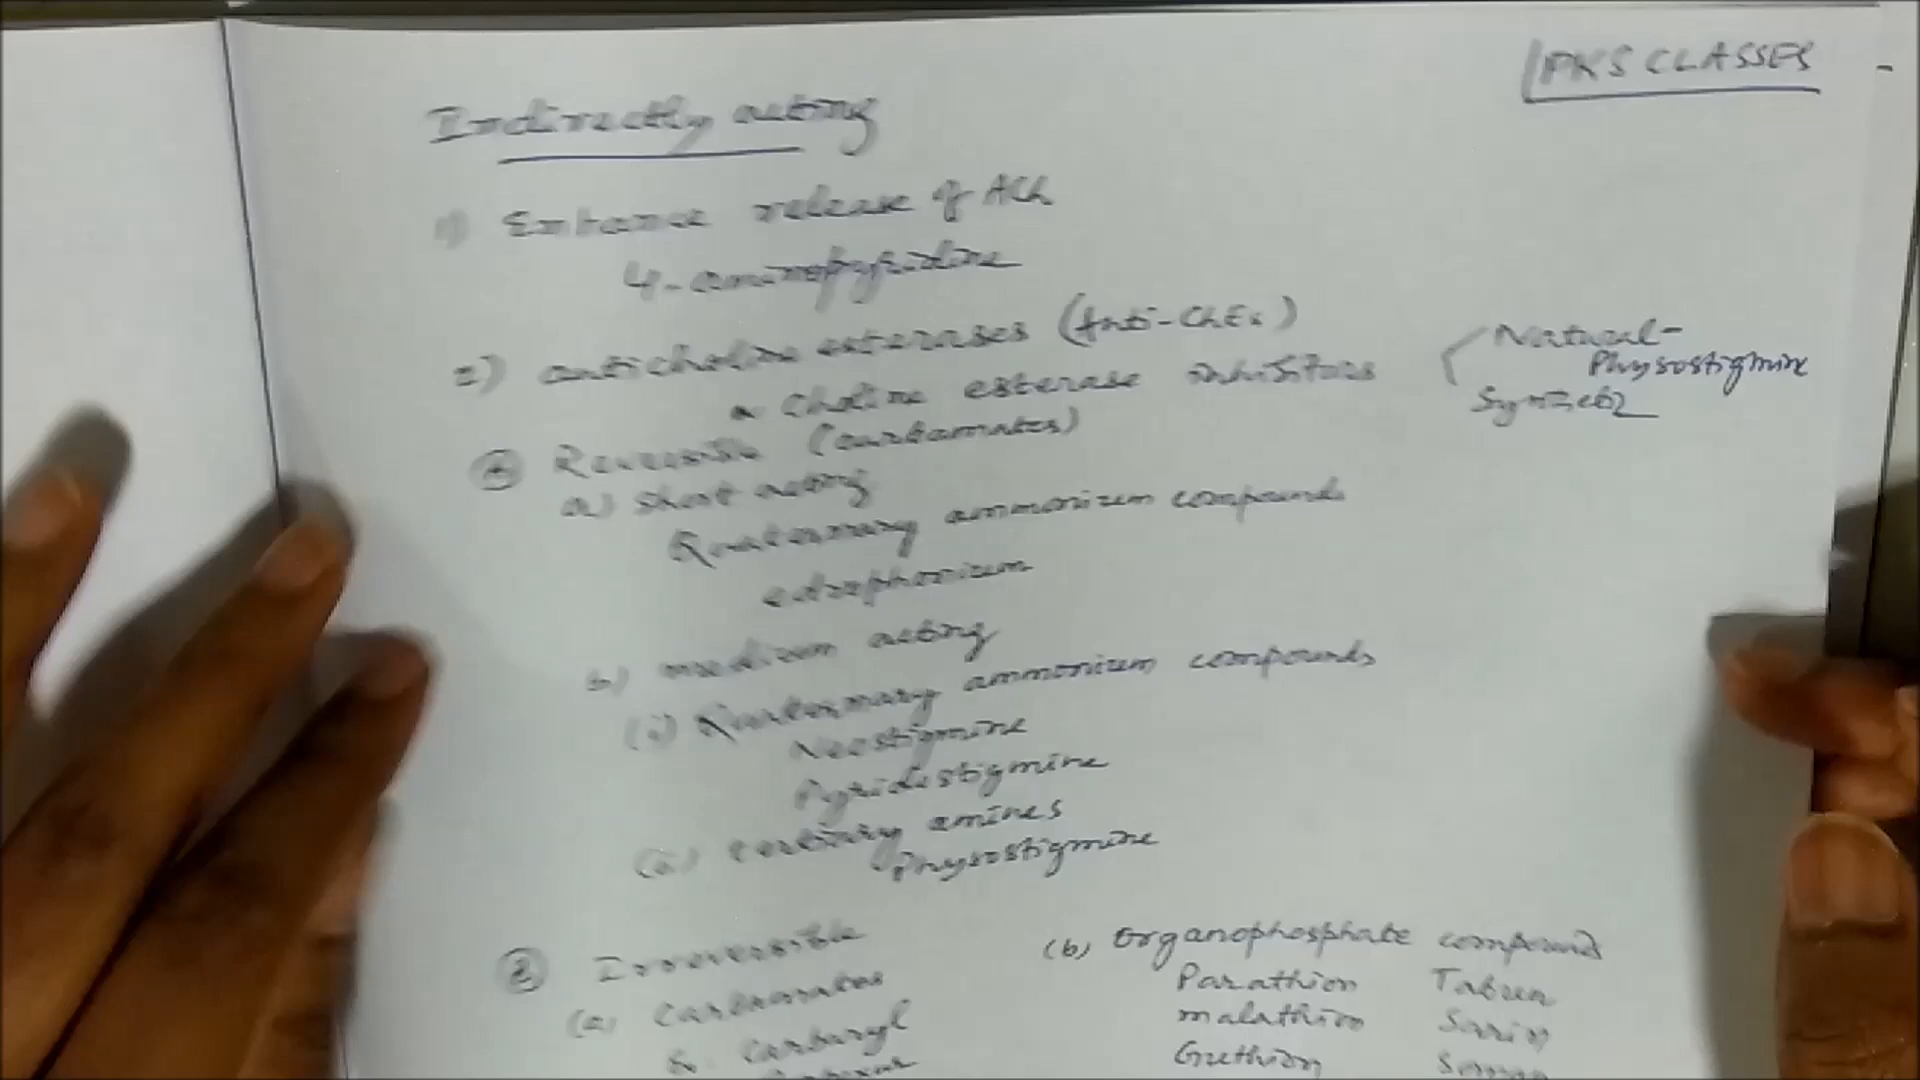 PKS CLASSES
Indirectly acting
1) Enhance release of ACh
4-aminopyridine
2) anticholine esterases (Anti-ChEs)
Choline esterase inhibitors
Natural-
Physostigmine
Synthetic
Reversible (carbamates)
a) Short acting
Quaternary ammonium compounds
edrophonium
b) medium acting
(i) Quaternary ammonium compounds
Neostigmine
Pyridostigmine
tertiary amines
Physostigmine
Irreversible
(a) Carbamates
Carbaryl
(b) Organophosphate compound
Parathion Tabun
malathion Sarin
Soman